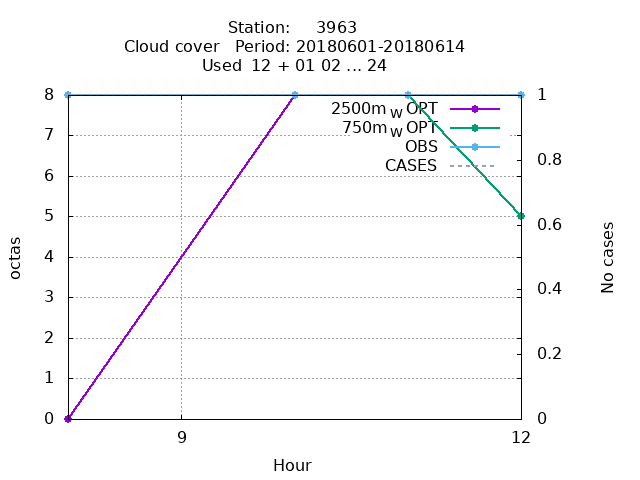 Station: 3963
Cloud cover Period: 20180601-20180614
Used 12 + 01 02 ... 24
8
7
6
5
4
3
2
1
0
1
0.8
0.6
0.4
0.2
0
2500m W OPT
750m W OPT
OBS
CASES
octas
No cases
9
12
Hour